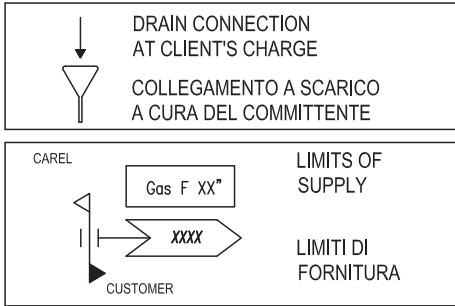 DRAIN CONNECTION
AT CLIENT'S CHARGE
COLLEGAMENTO A SCARICO
A CURA DEL COMMITTENTE
CAREL
LIMITS OF
SUPPLY
Gas F XX"
XXXX
LIMITI DI
FORNITURA
CUSTOMER